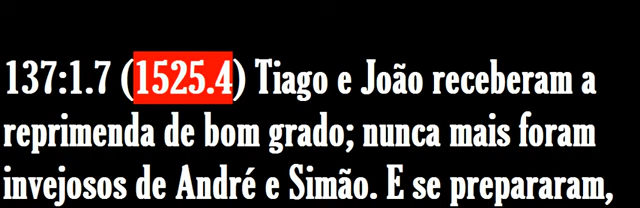 137:1.7 (1525.4) Tiago e João receberam a
reprimenda de bom grado; nunca mais foram
invejosos de André e Simão. E se prepararam,